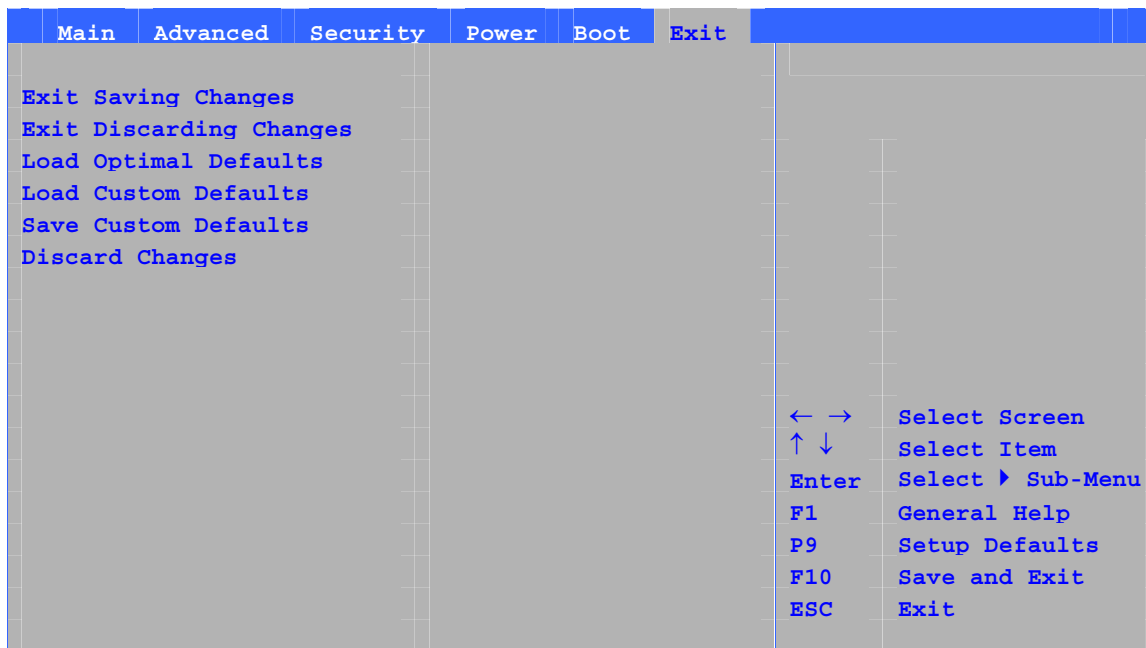 Main Advanced Security Power Boot Exit
Exit Saving Changes
Exit Discarding Changes
Load Optimal Defaults
Load Custom Defaults
Save Custom Defaults
Discard Changes
← → Select Screen
↑ ↓ Select Item
Enter Select ▶ Sub-Menu
F1 General Help
P9 Setup Defaults
F10 Save and Exit
ESC Exit